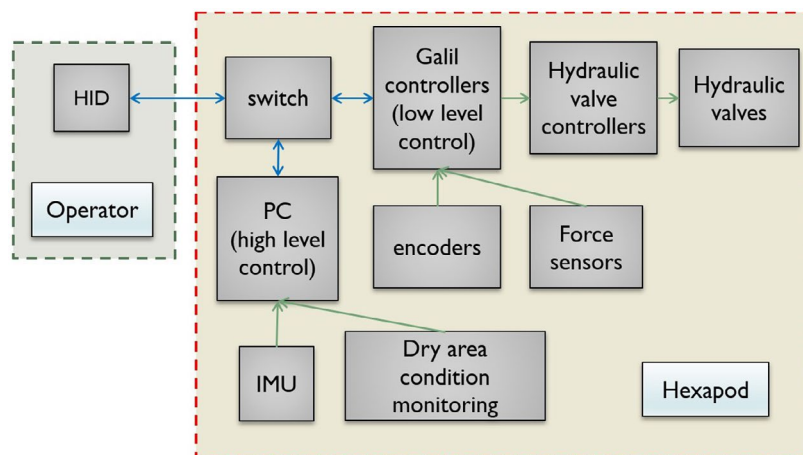 HID
Operator
switch
Galil
controllers
(low level
control)
Hydraulic
valve
controllers
Hydraulic
valves
PC
(high level
control)
encoders
Force
sensors
IMU
Dry area
condition
monitoring
Hexapod